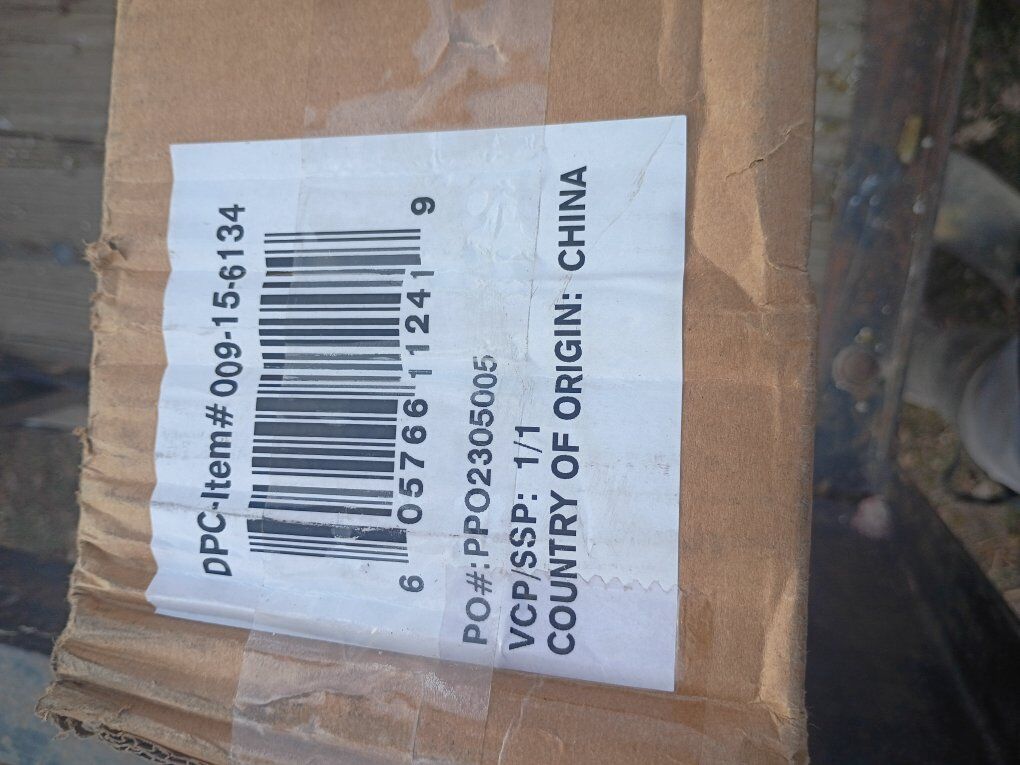 DPC-Item# 009-15-6134
6 05766 11241 9
PO#:PPO2305005
VCP/SSP: 1/1
COUNTRY OF ORIGIN: CHINA